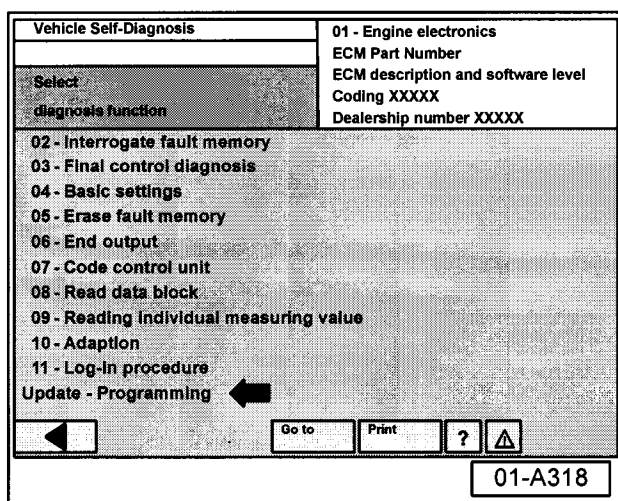 Vehicle Self-Diagnosis
01 - Engine electronics
ECM Part Number
ECM description and software level
Coding XXXXX
Dealership number XXXXX
Select
diagnosis function
02 - Interrogate fault memory
03 - Final control diagnosis
04 - Basic settings
05 - Erase fault memory
06 - End output
07 - Code control unit
08 - Read data block
09 - Reading individual measuring value
10 - Adaption
11 - Log-in procedure
Update - Programming
Go to
Print
?
01-A318